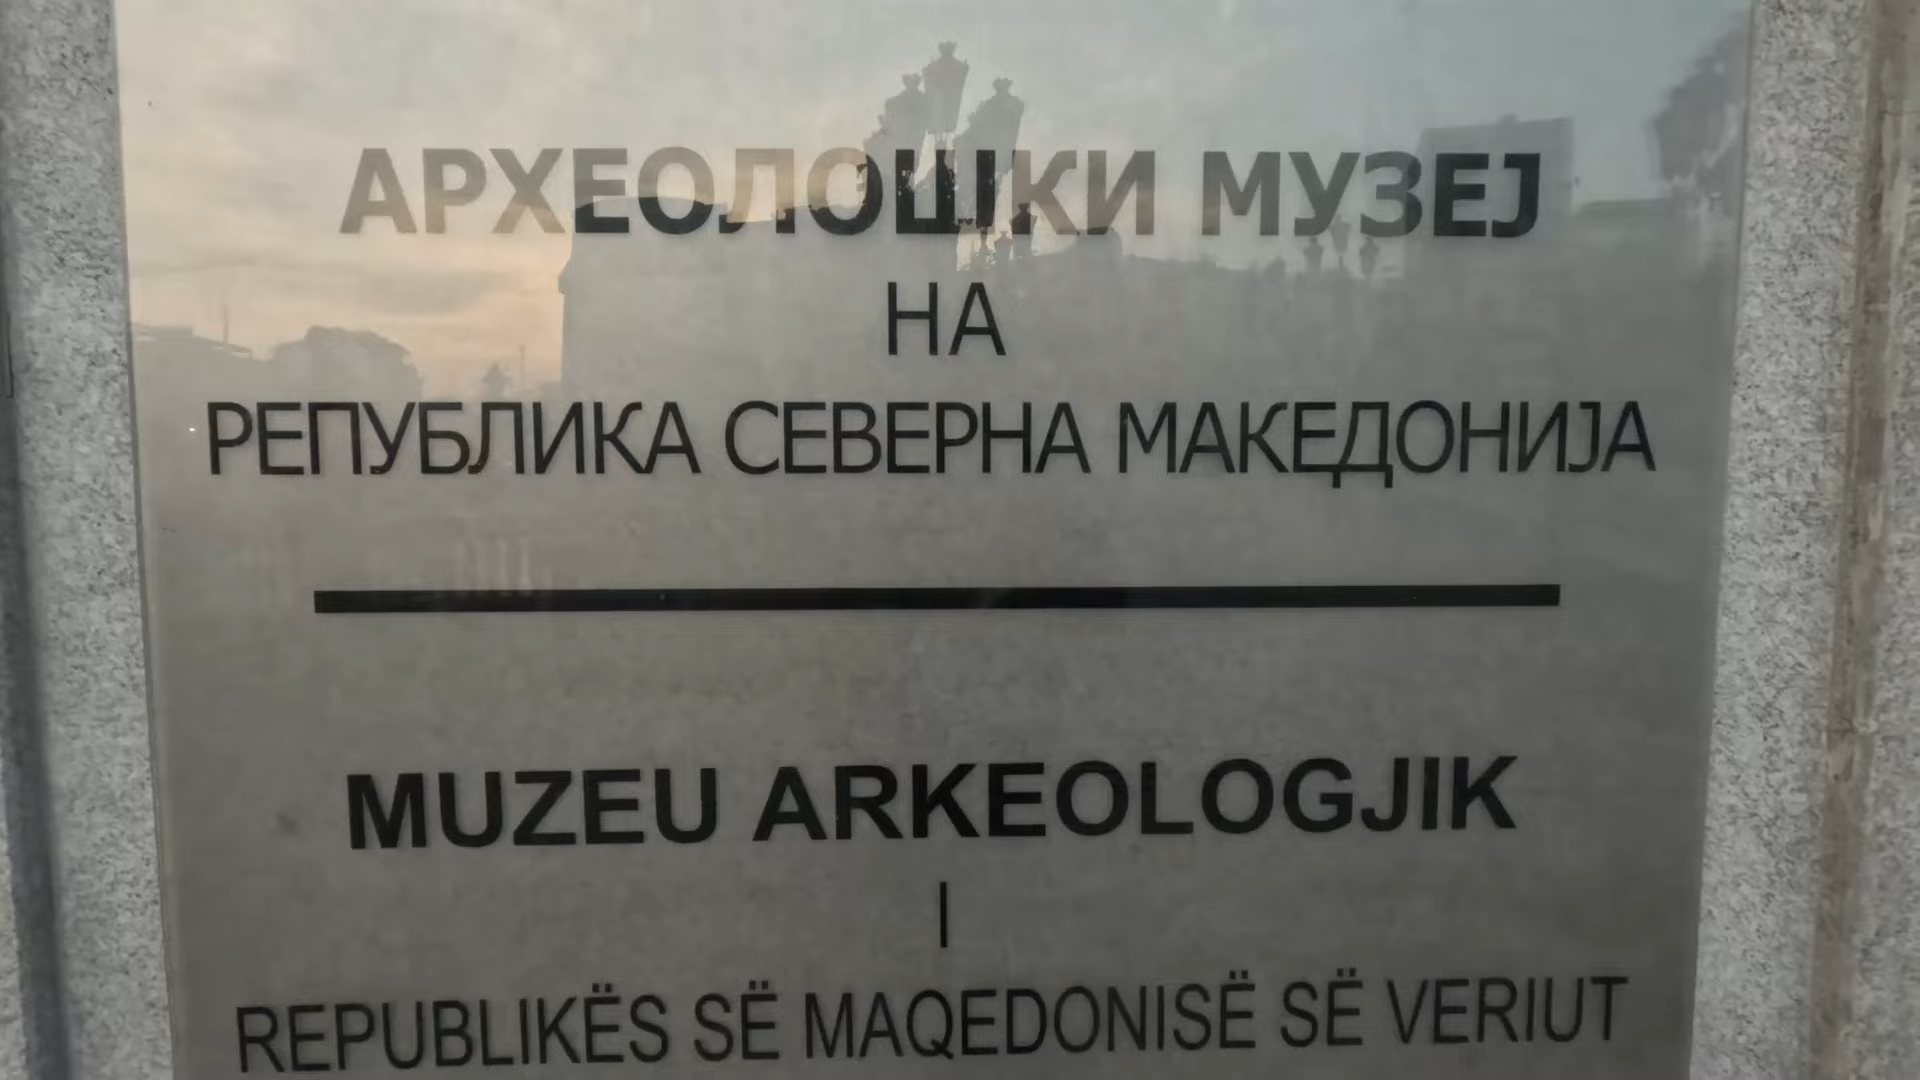 АРХЕОЛОШКИ МУЗЕЈ
НА
РЕПУБЛИКА СЕВЕРНА МАКЕДОНИЈА
MUZEU ARKEOLOGJIK
I
REPUBLIKËS SË MAQEDONISË SË VERIUT